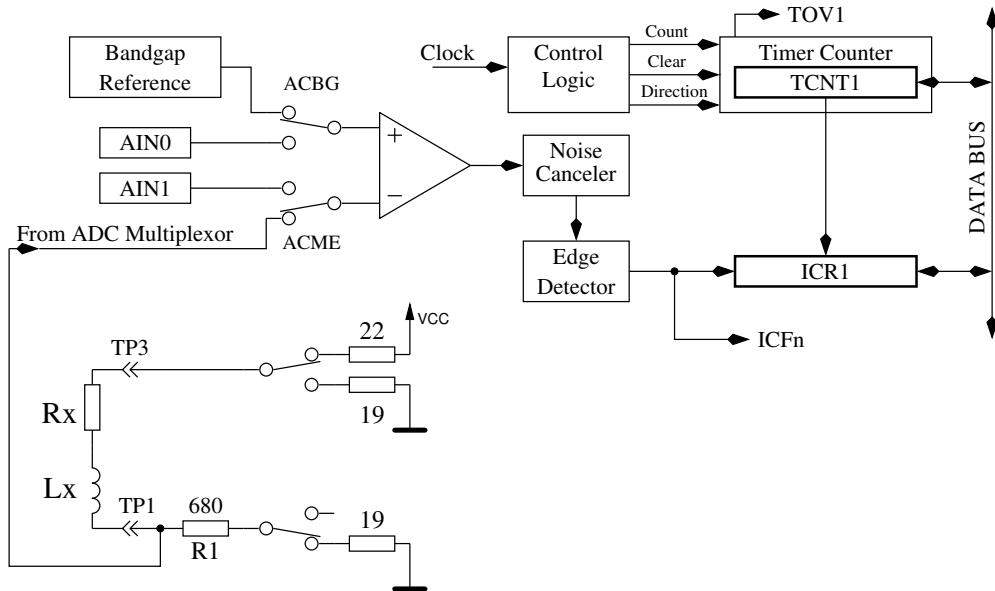 TOV1
Bandgap
Reference
ACBG
Clock
Control
Logic
Count
Clear
Direction
Timer Counter
TCNT1
AIN0
+
AIN1
−
Noise
Canceler
DATA BUS
From ADC Multiplexor
ACME
Edge
Detector
ICR1
ICFn
VCC
22
TP3
19
Rx
Lx
TP1
680
R1
19